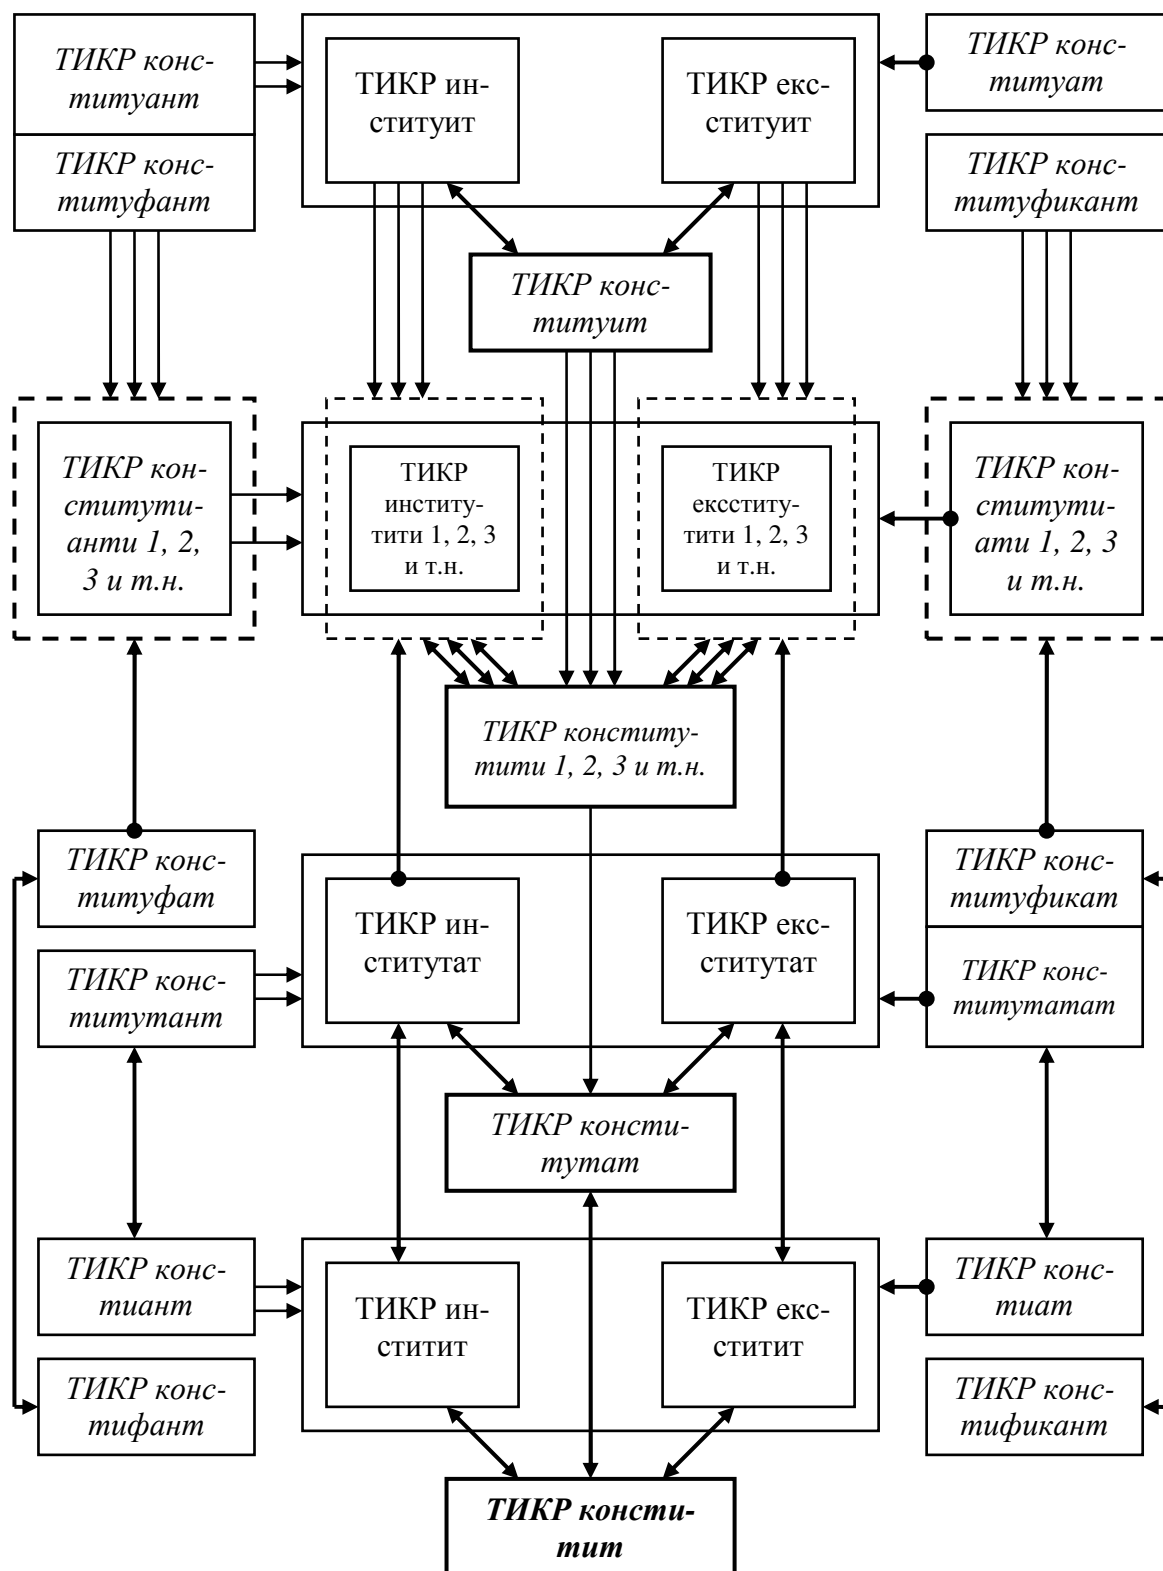 ТИКР конс-
титуант
ТИКР ин-
ституит
ТИКР екс-
ституит
ТИКР конс-
титуат
ТИКР конс-
титуфант
ТИКР конс-
титуфикант
ТИКР конс-
титуит
ТИКР кон-
ститути-
анти 1, 2,
3 и т.н.
ТИКР
институ-
тити 1, 2, 3
и т.н.
ТИКР
ексститу-
тити 1, 2, 3
и т.н.
ТИКР кон-
ститути-
ати 1, 2, 3
и т.н.
ТИКР конститу-
тити 1, 2, 3 и т.н.
ТИКР конс-
титуфат
ТИКР ин-
ститутат
ТИКР екс-
ститутат
ТИКР конс-
титуфикат
ТИКР конс-
титутант
ТИКР конс-
титутатат
ТИКР консти-
тутат
ТИКР конс-
тиант
ТИКР ин-
ститит
ТИКР екс-
ститит
ТИКР конс-
тиат
ТИКР конс-
тифант
ТИКР конс-
тификант
ТИКР консти-
тит